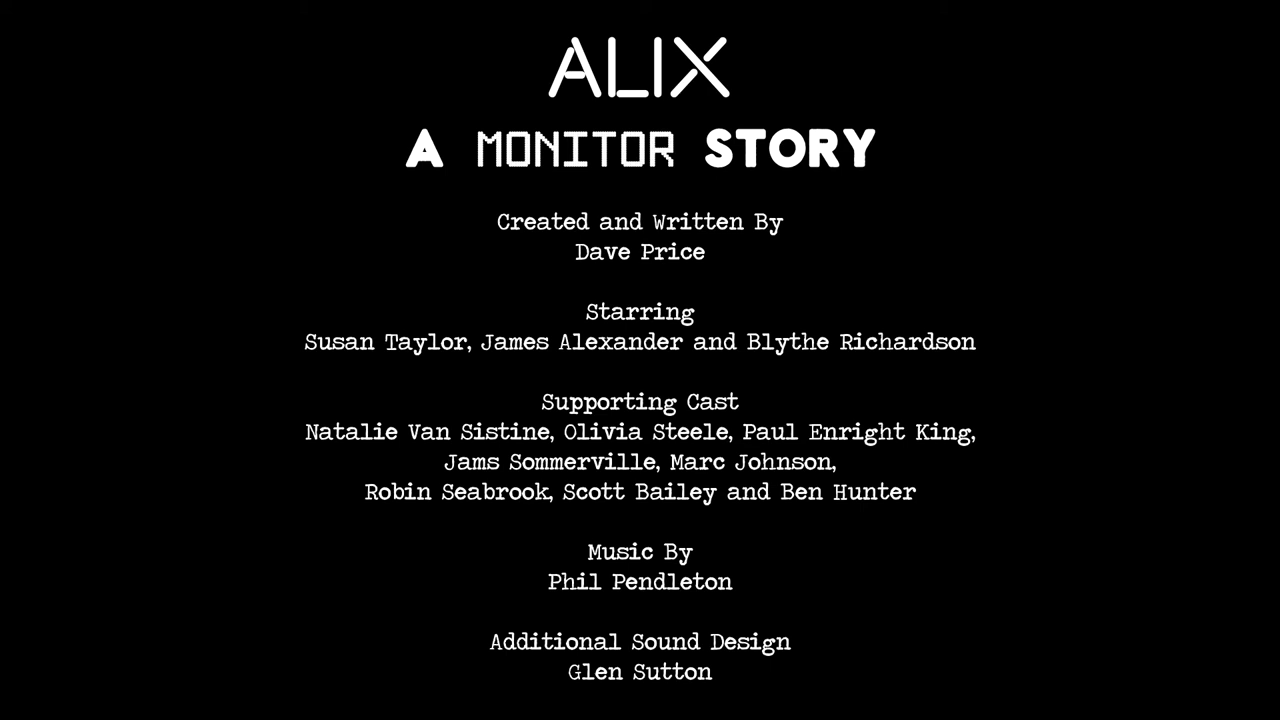 ALIX
A MONITOR STORY
Created and Written By
Dave Price
Starring
Susan Taylor, James Alexander and Blythe Richardson
Supporting Cast
Natalie Van Sistine, Olivia Steele, Paul Enright King,
Jams Sommerville, Marc Johnson,
Robin Seabrook, Scott Bailey and Ben Hunter
Music By
Phil Pendleton
Additional Sound Design
Glen Sutton